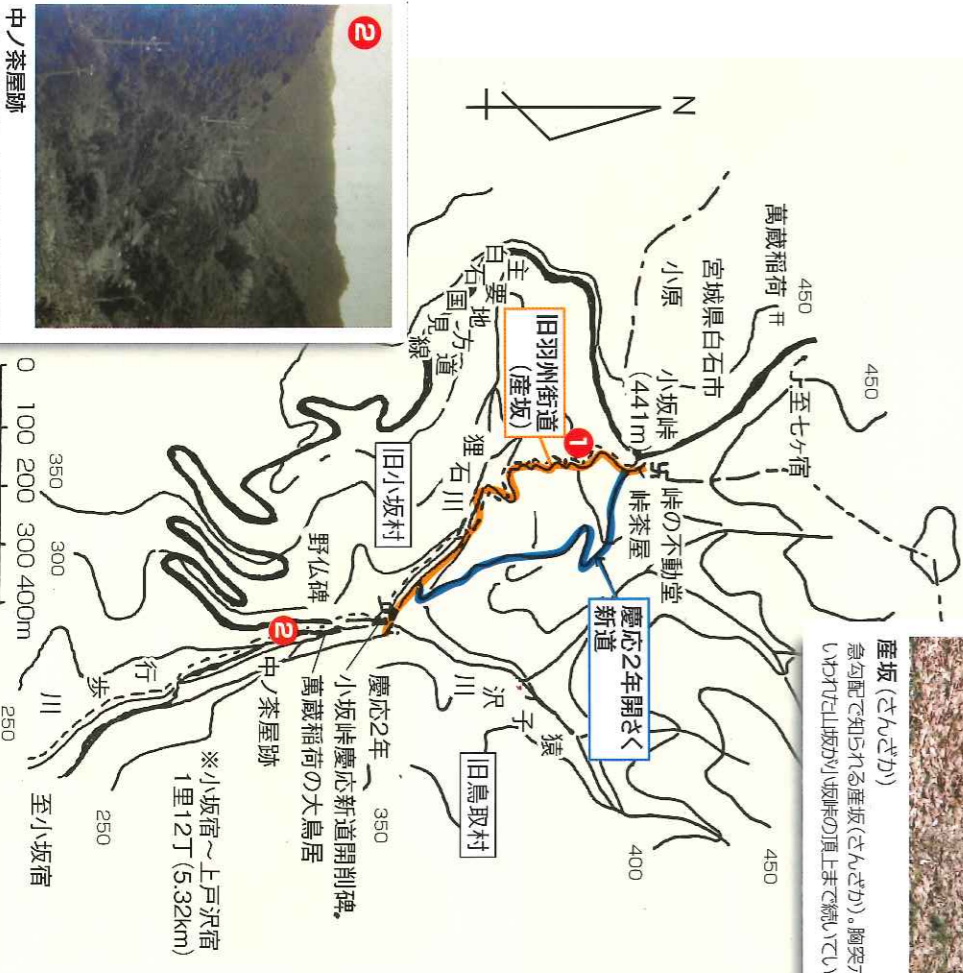 産坂(さんざか)
急勾配で知られる産坂(さんざか)。胸突
いわれた山坂が小坂峠の頂上まで続いてい
450
450
至七ヶ宿
萬蔵稲荷
宮城県白石市
小原
小坂峠
(441m)
峠の不動堂
峠茶屋
卍
N
慶応2年開さく
新道
旧羽州街道
(産坂)
1
主要地方道
白石国見線
狸石川
旧小坂村
猿子沢川
旧鳥取村
400
450
350
慶応2年
小坂峠慶応新道開削碑。
萬蔵稲荷の大鳥居
中ノ茶屋跡
野仏碑
2
350
300
※小坂宿~上戸沢宿
1里12丁(5.32km)
行歩川
250
250
至小坂宿
0 100 200 300 400m
2
中ノ茶屋跡